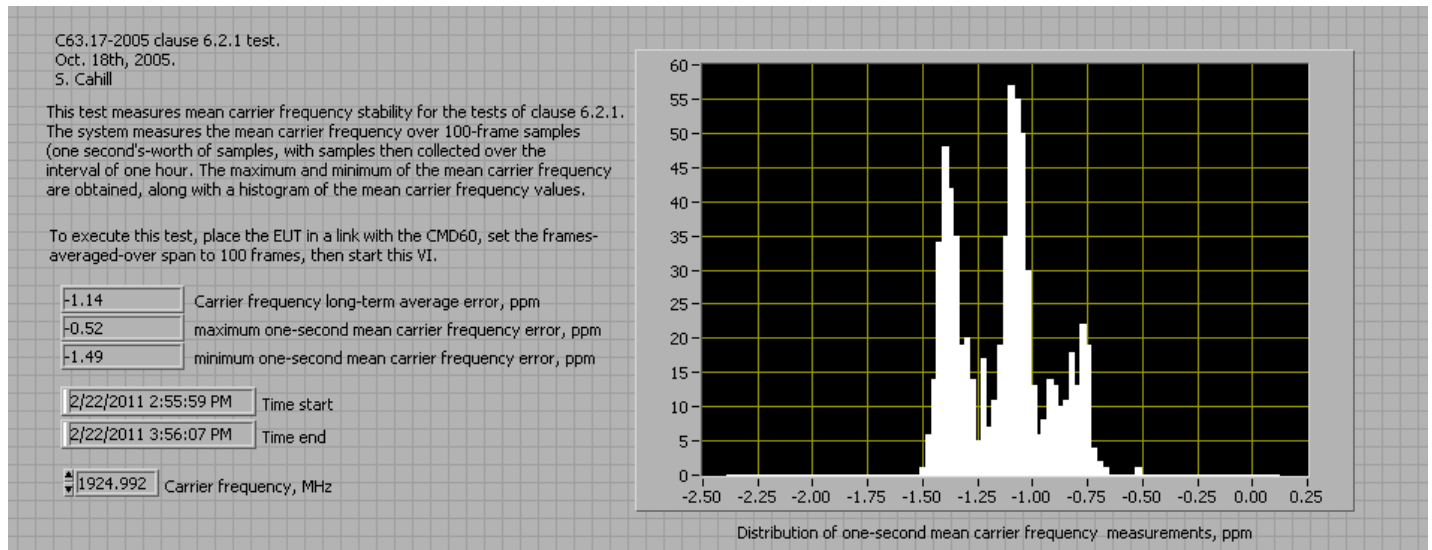 C63.17-2005 clause 6.2.1 test.
Oct. 18th, 2005.
S. Cahill
This test measures mean carrier frequency stability for the tests of clause 6.2.1.
The system measures the mean carrier frequency over 100-frame samples
(one second's-worth of samples, with samples then collected over the
interval of one hour. The maximum and minimum of the mean carrier frequency
are obtained, along with a histogram of the mean carrier frequency values.
To execute this test, place the EUT in a link with the CMD60, set the frames-
averaged-over span to 100 frames, then start this VI.
-1.14 Carrier frequency long-term average error, ppm
-0.52 maximum one-second mean carrier frequency error, ppm
-1.49 minimum one-second mean carrier frequency error, ppm
2/22/2011 2:55:59 PM Time start
2/22/2011 3:56:07 PM Time end
1924.992 Carrier frequency, MHz
60
55
50
45
40
35
30
25
20
15
10
5
0
-2.50 -2.25 -2.00 -1.75 -1.50 -1.25 -1.00 -0.75 -0.50 -0.25 0.00 0.25
Distribution of one-second mean carrier frequency measurements, ppm